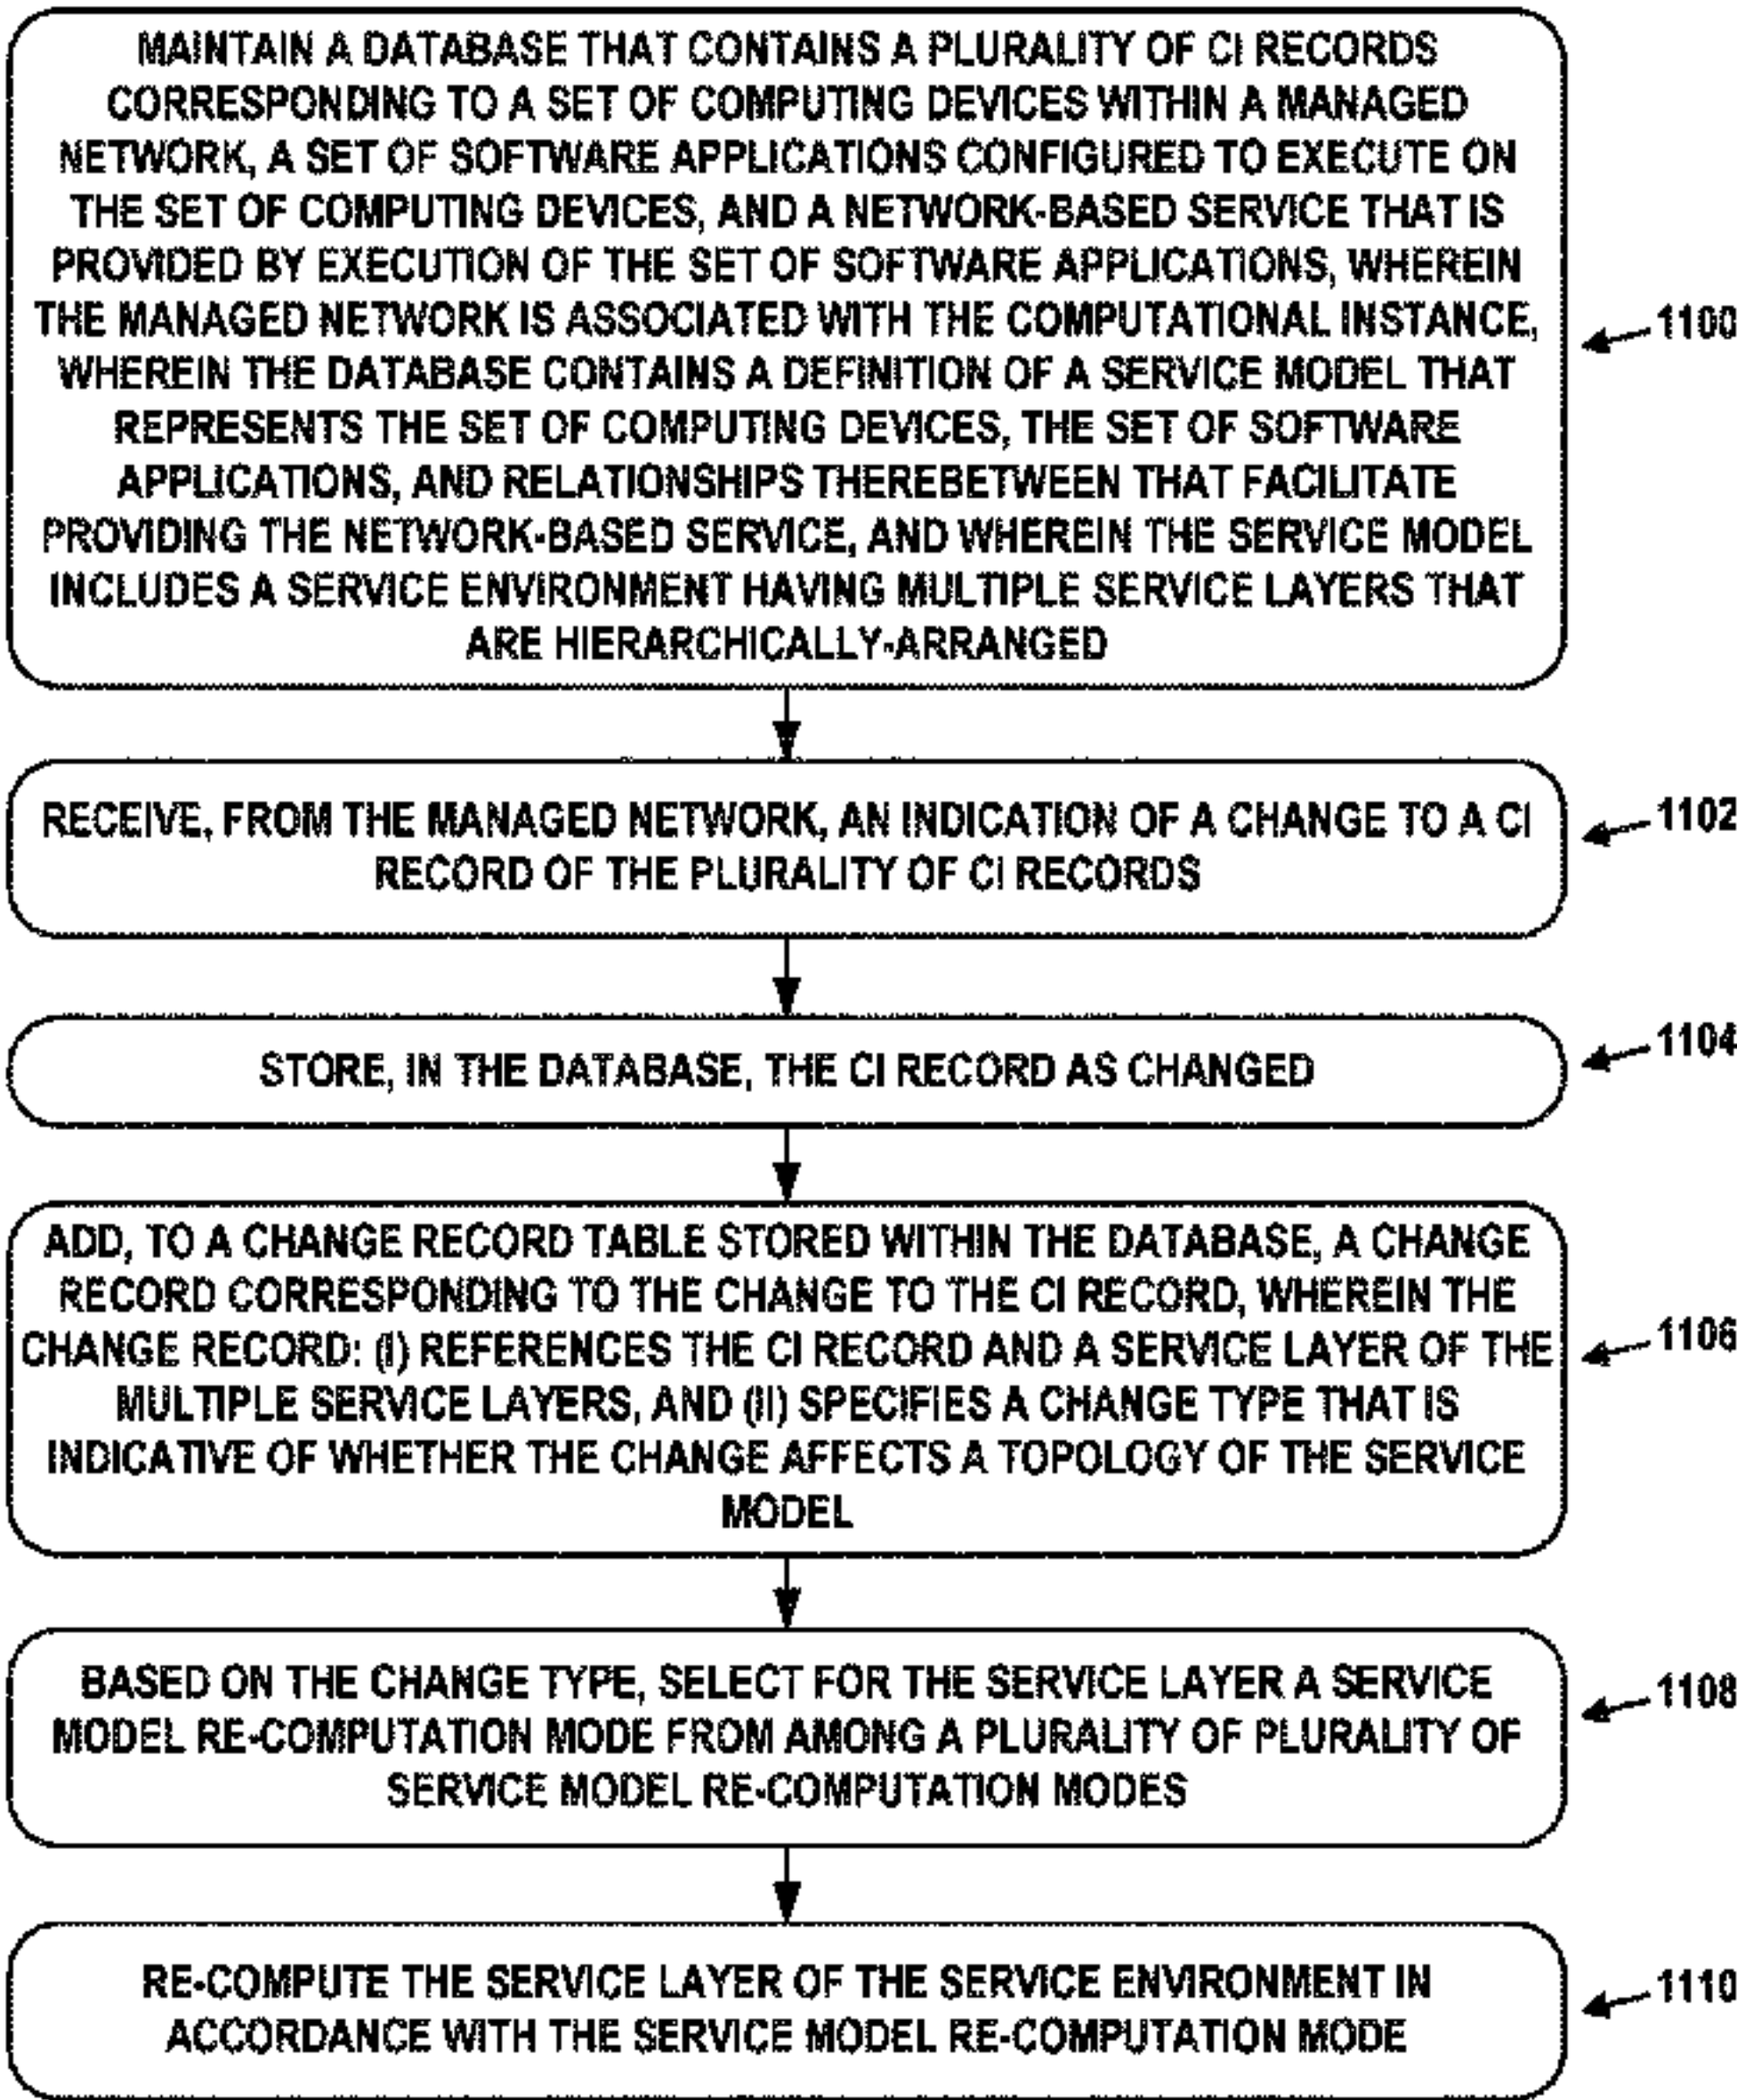 MAINTAIN A DATABASE THAT CONTAINS A PLURALITY OF CI RECORDS
CORRESPONDING TO A SET OF COMPUTING DEVICES WITHIN A MANAGED
NETWORK, A SET OF SOFTWARE APPLICATIONS CONFIGURED TO EXECUTE ON
THE SET OF COMPUTING DEVICES, AND A NETWORK-BASED SERVICE THAT IS
PROVIDED BY EXECUTION OF THE SET OF SOFTWARE APPLICATIONS, WHEREIN
THE MANAGED NETWORK IS ASSOCIATED WITH THE COMPUTATIONAL INSTANCE,
WHEREIN THE DATABASE CONTAINS A DEFINITION OF A SERVICE MODEL THAT
REPRESENTS THE SET OF COMPUTING DEVICES, THE SET OF SOFTWARE
APPLICATIONS, AND RELATIONSHIPS THEREBETWEEN THAT FACILITATE
PROVIDING THE NETWORK-BASED SERVICE, AND WHEREIN THE SERVICE MODEL
INCLUDES A SERVICE ENVIRONMENT HAVING MULTIPLE SERVICE LAYERS THAT
ARE HIERARCHICALLY-ARRANGED
1100
RECEIVE, FROM THE MANAGED NETWORK, AN INDICATION OF A CHANGE TO A CI
RECORD OF THE PLURALITY OF CI RECORDS
1102
STORE, IN THE DATABASE, THE CI RECORD AS CHANGED
1104
ADD, TO A CHANGE RECORD TABLE STORED WITHIN THE DATABASE, A CHANGE
RECORD CORRESPONDING TO THE CHANGE TO THE CI RECORD, WHEREIN THE
CHANGE RECORD: (I) REFERENCES THE CI RECORD AND A SERVICE LAYER OF THE
MULTIPLE SERVICE LAYERS, AND (II) SPECIFIES A CHANGE TYPE THAT IS
INDICATIVE OF WHETHER THE CHANGE AFFECTS A TOPOLOGY OF THE SERVICE
MODEL
1106
BASED ON THE CHANGE TYPE, SELECT FOR THE SERVICE LAYER A SERVICE
MODEL RE-COMPUTATION MODE FROM AMONG A PLURALITY OF PLURALITY OF
SERVICE MODEL RE-COMPUTATION MODES
1108
RE-COMPUTE THE SERVICE LAYER OF THE SERVICE ENVIRONMENT IN
ACCORDANCE WITH THE SERVICE MODEL RE-COMPUTATION MODE
1110